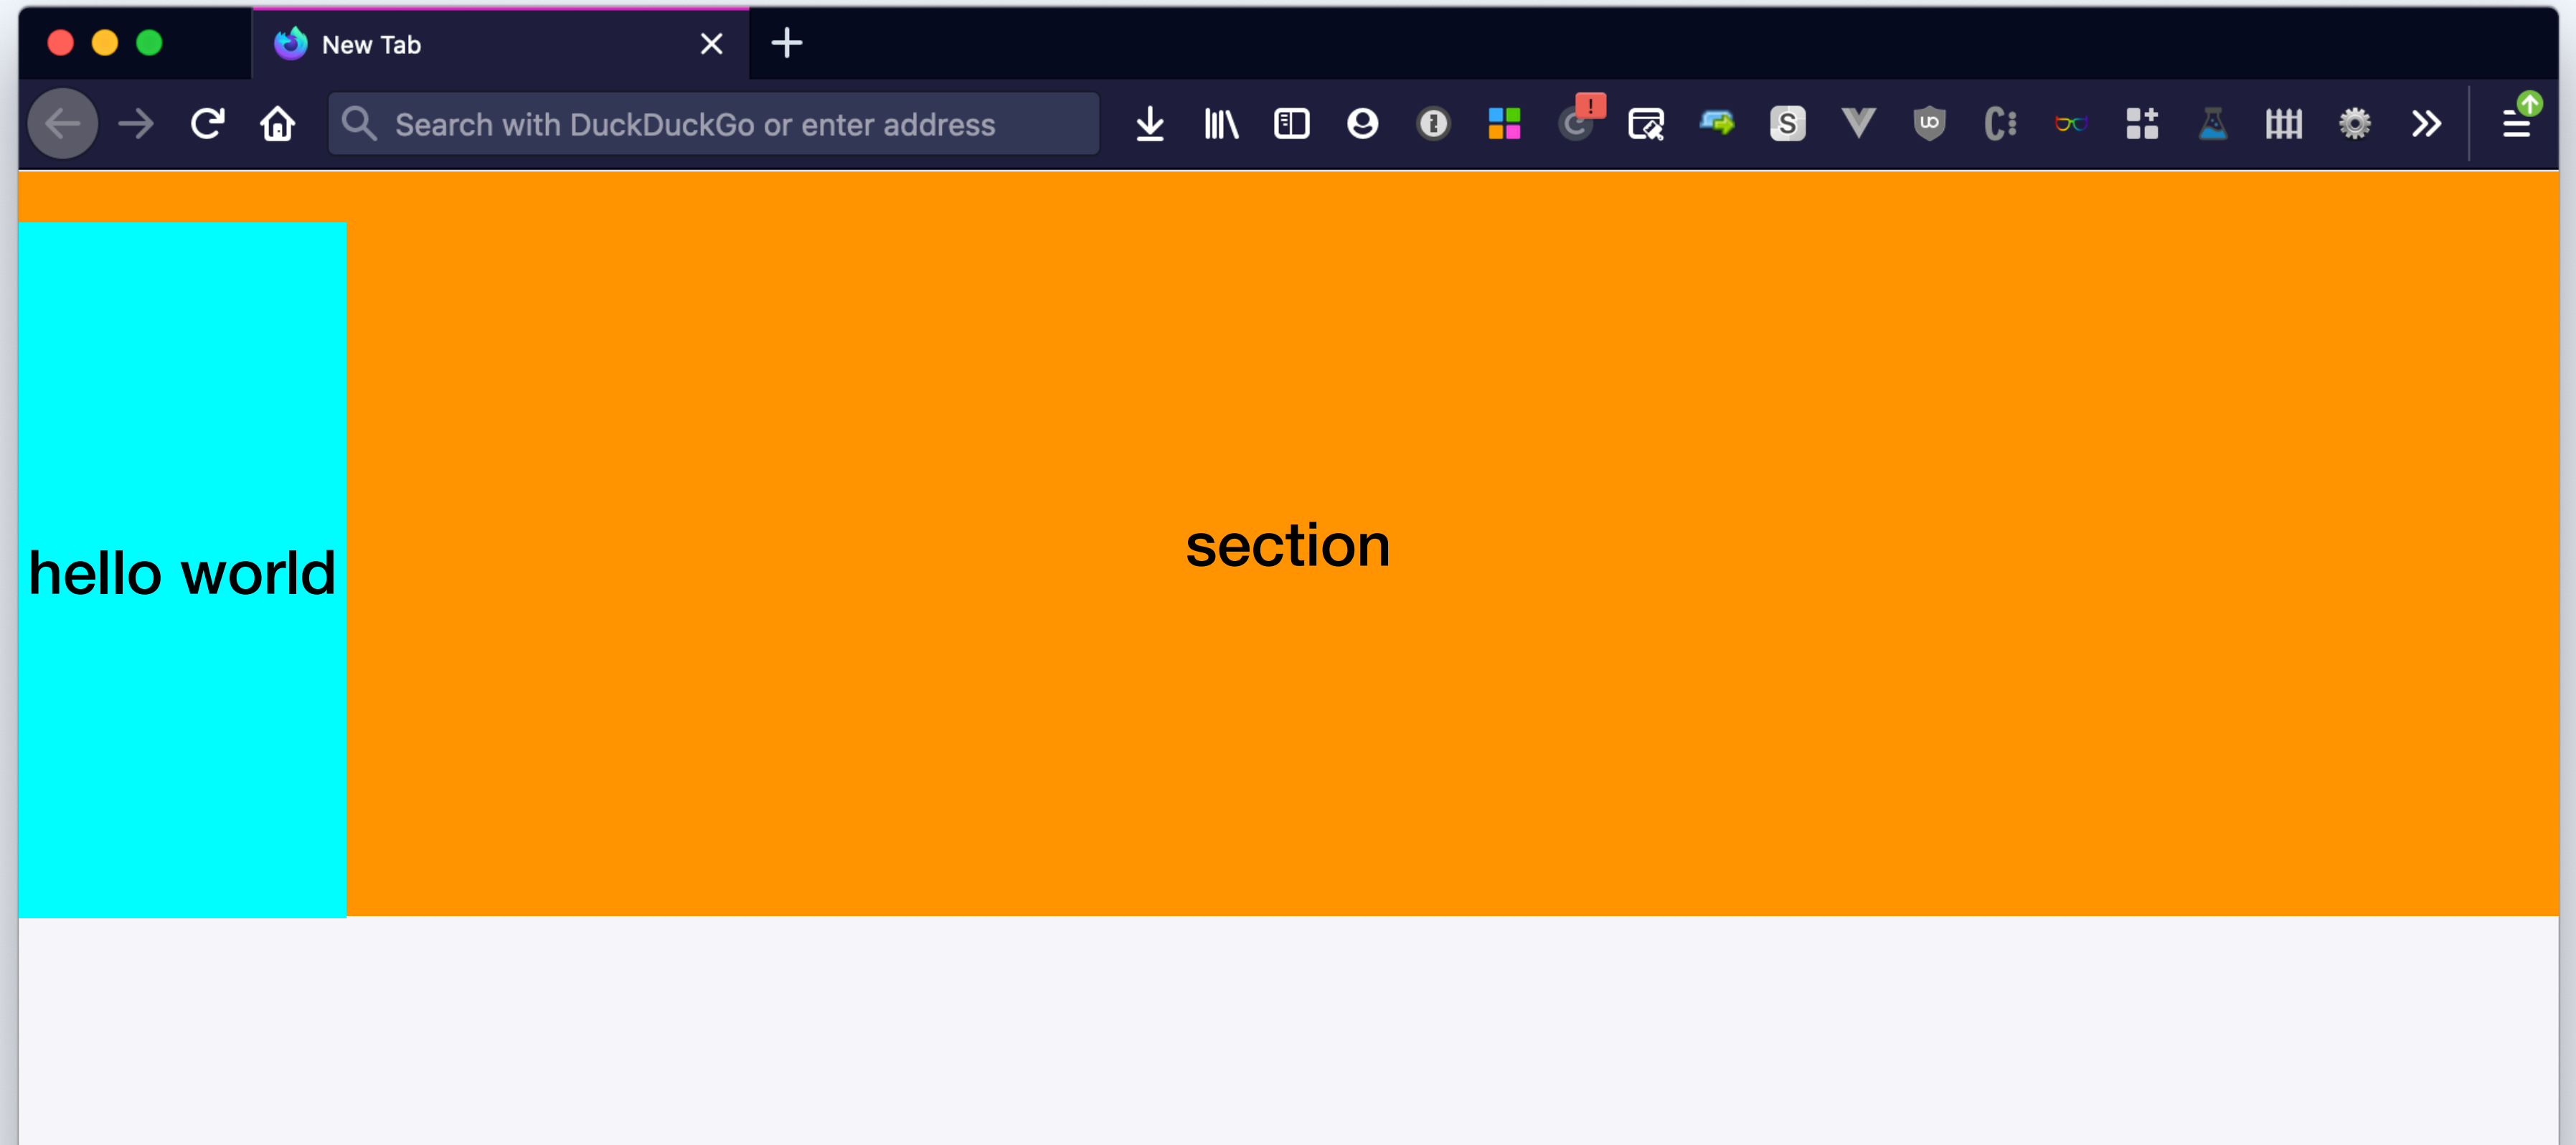 New Tab
Search with DuckDuckGo or enter address
section
hello world